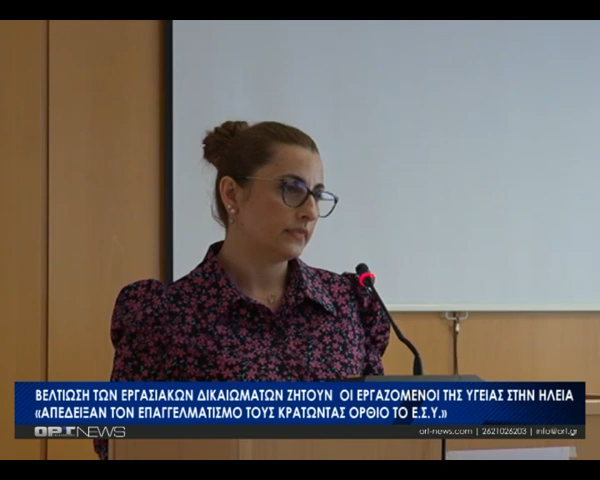 ΒΕΛΤΙΩΣΗ ΤΩΝ ΕΡΓΑΣΙΑΚΩΝ ΔΙΚΑΙΩΜΑΤΩΝ ΖΗΤΟΥΝ ΟΙ ΕΡΓΑΖΟΜΕΝΟΙ ΤΗΣ ΥΓΕΙΑΣ ΣΤΗΝ ΗΛΕΙΑ
«ΑΠΕΔΕΙΞΑΝ ΤΟΝ ΕΠΑΓΓΕΛΜΑΤΙΣΜΟ ΤΟΥΣ ΚΡΑΤΩΝΤΑΣ ΟΡΘΙΟ ΤΟ Ε.Σ.Υ.»
ORT NEWS
ort-news.com | 2621026203 | info@ort.gr